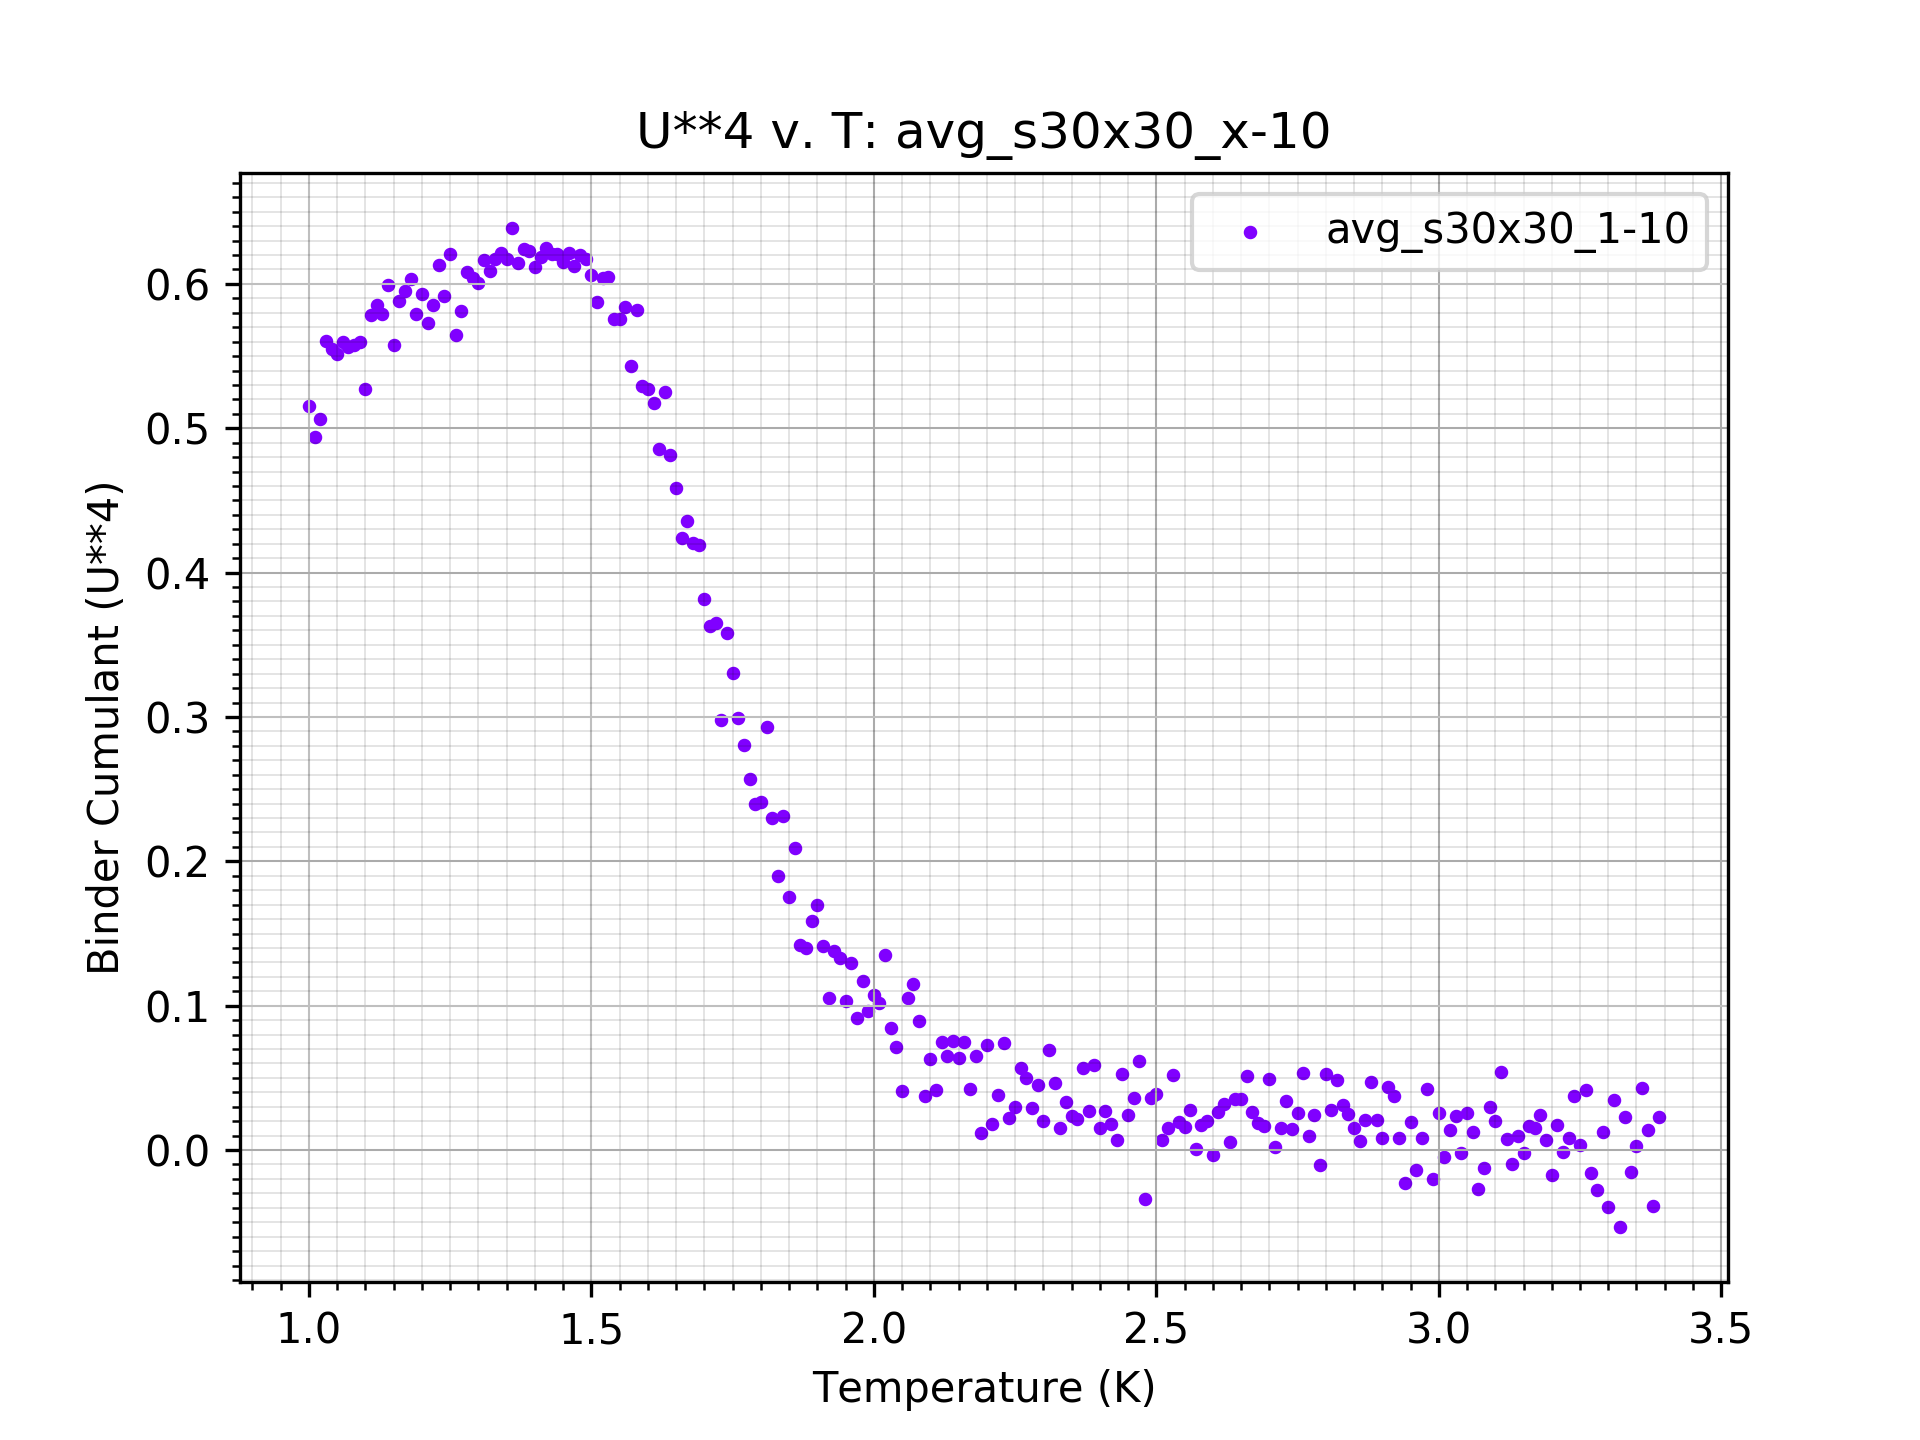 U**4 v. T: avg_s30x30_x-10
avg_s30x30_1-10
Binder Cumulant (U**4)
0.6
0.5
0.4
0.3
0.2
0.1
0.0
1.0 1.5 2.0 2.5 3.0 3.5
Temperature (K)